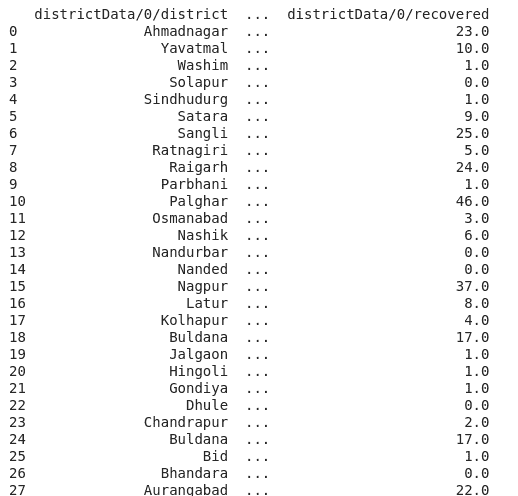 districtData/0/district ... districtData/0/recovered
0 Ahmadnagar ... 23.0
1 Yavatmal ... 10.0
2 Washim ... 1.0
3 Solapur ... 0.0
4 Sindhudurg ... 1.0
5 Satara ... 9.0
6 Sangli ... 25.0
7 Ratnagiri ... 5.0
8 Raigarh ... 24.0
9 Parbhani ... 1.0
10 Palghar ... 46.0
11 Osmanabad ... 3.0
12 Nashik ... 6.0
13 Nandurbar ... 0.0
14 Nanded ... 0.0
15 Nagpur ... 37.0
16 Latur ... 8.0
17 Kolhapur ... 4.0
18 Buldana ... 17.0
19 Jalgaon ... 1.0
20 Hingoli ... 1.0
21 Gondiya ... 1.0
22 Dhule ... 0.0
23 Chandrapur ... 2.0
24 Buldana ... 17.0
25 Bid ... 1.0
26 Bhandara ... 0.0
27 Aurangabad ... 22.0